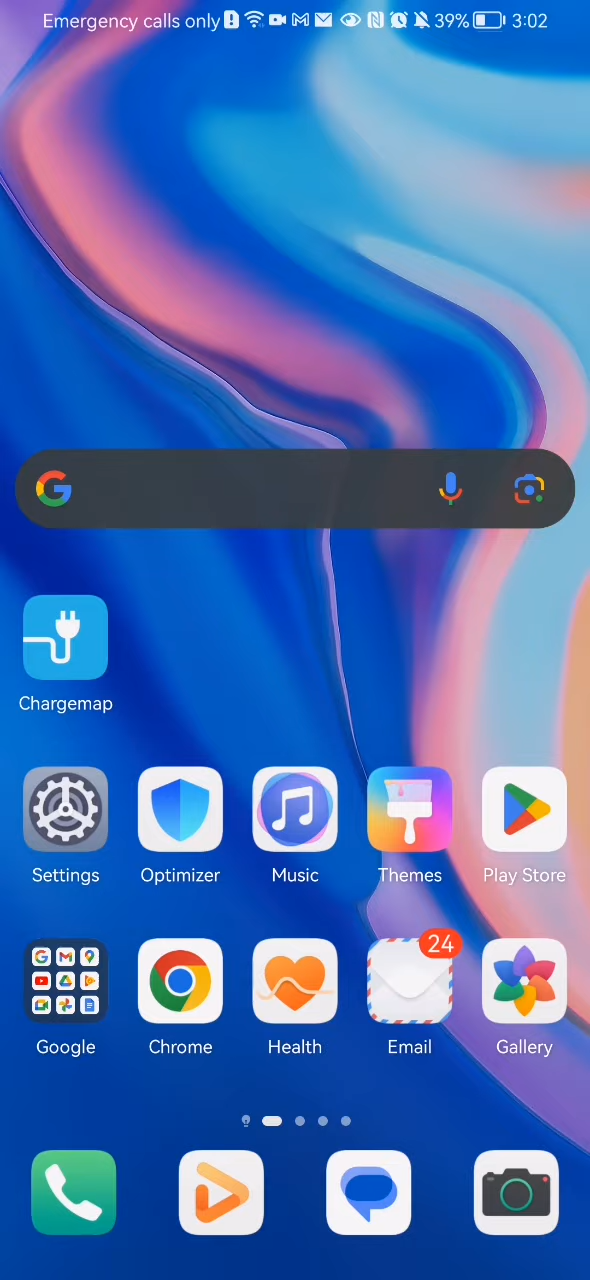 Emergency calls only 39% 3:02
Chargemap
Settings Optimizer Music Themes Play Store
24
Google Chrome Health Email Gallery